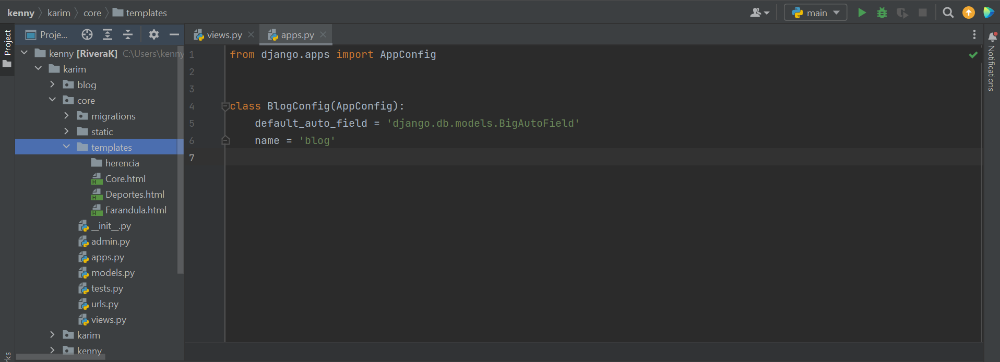 kenny karim core templates
main
Project
Proje...
views.py
apps.py
Notifications
kenny [RiveraK] C:\Users\kenny
karim
blog
core
migrations
static
templates
herencia
Core.html
Deportes.html
Farandula.html
__init__.py
admin.py
apps.py
models.py
tests.py
urls.py
views.py
karim
kenny
1 from django.apps import AppConfig
2
3
4 class BlogConfig(AppConfig):
5 default_auto_field = 'django.db.models.BigAutoField'
6 name = 'blog'
7